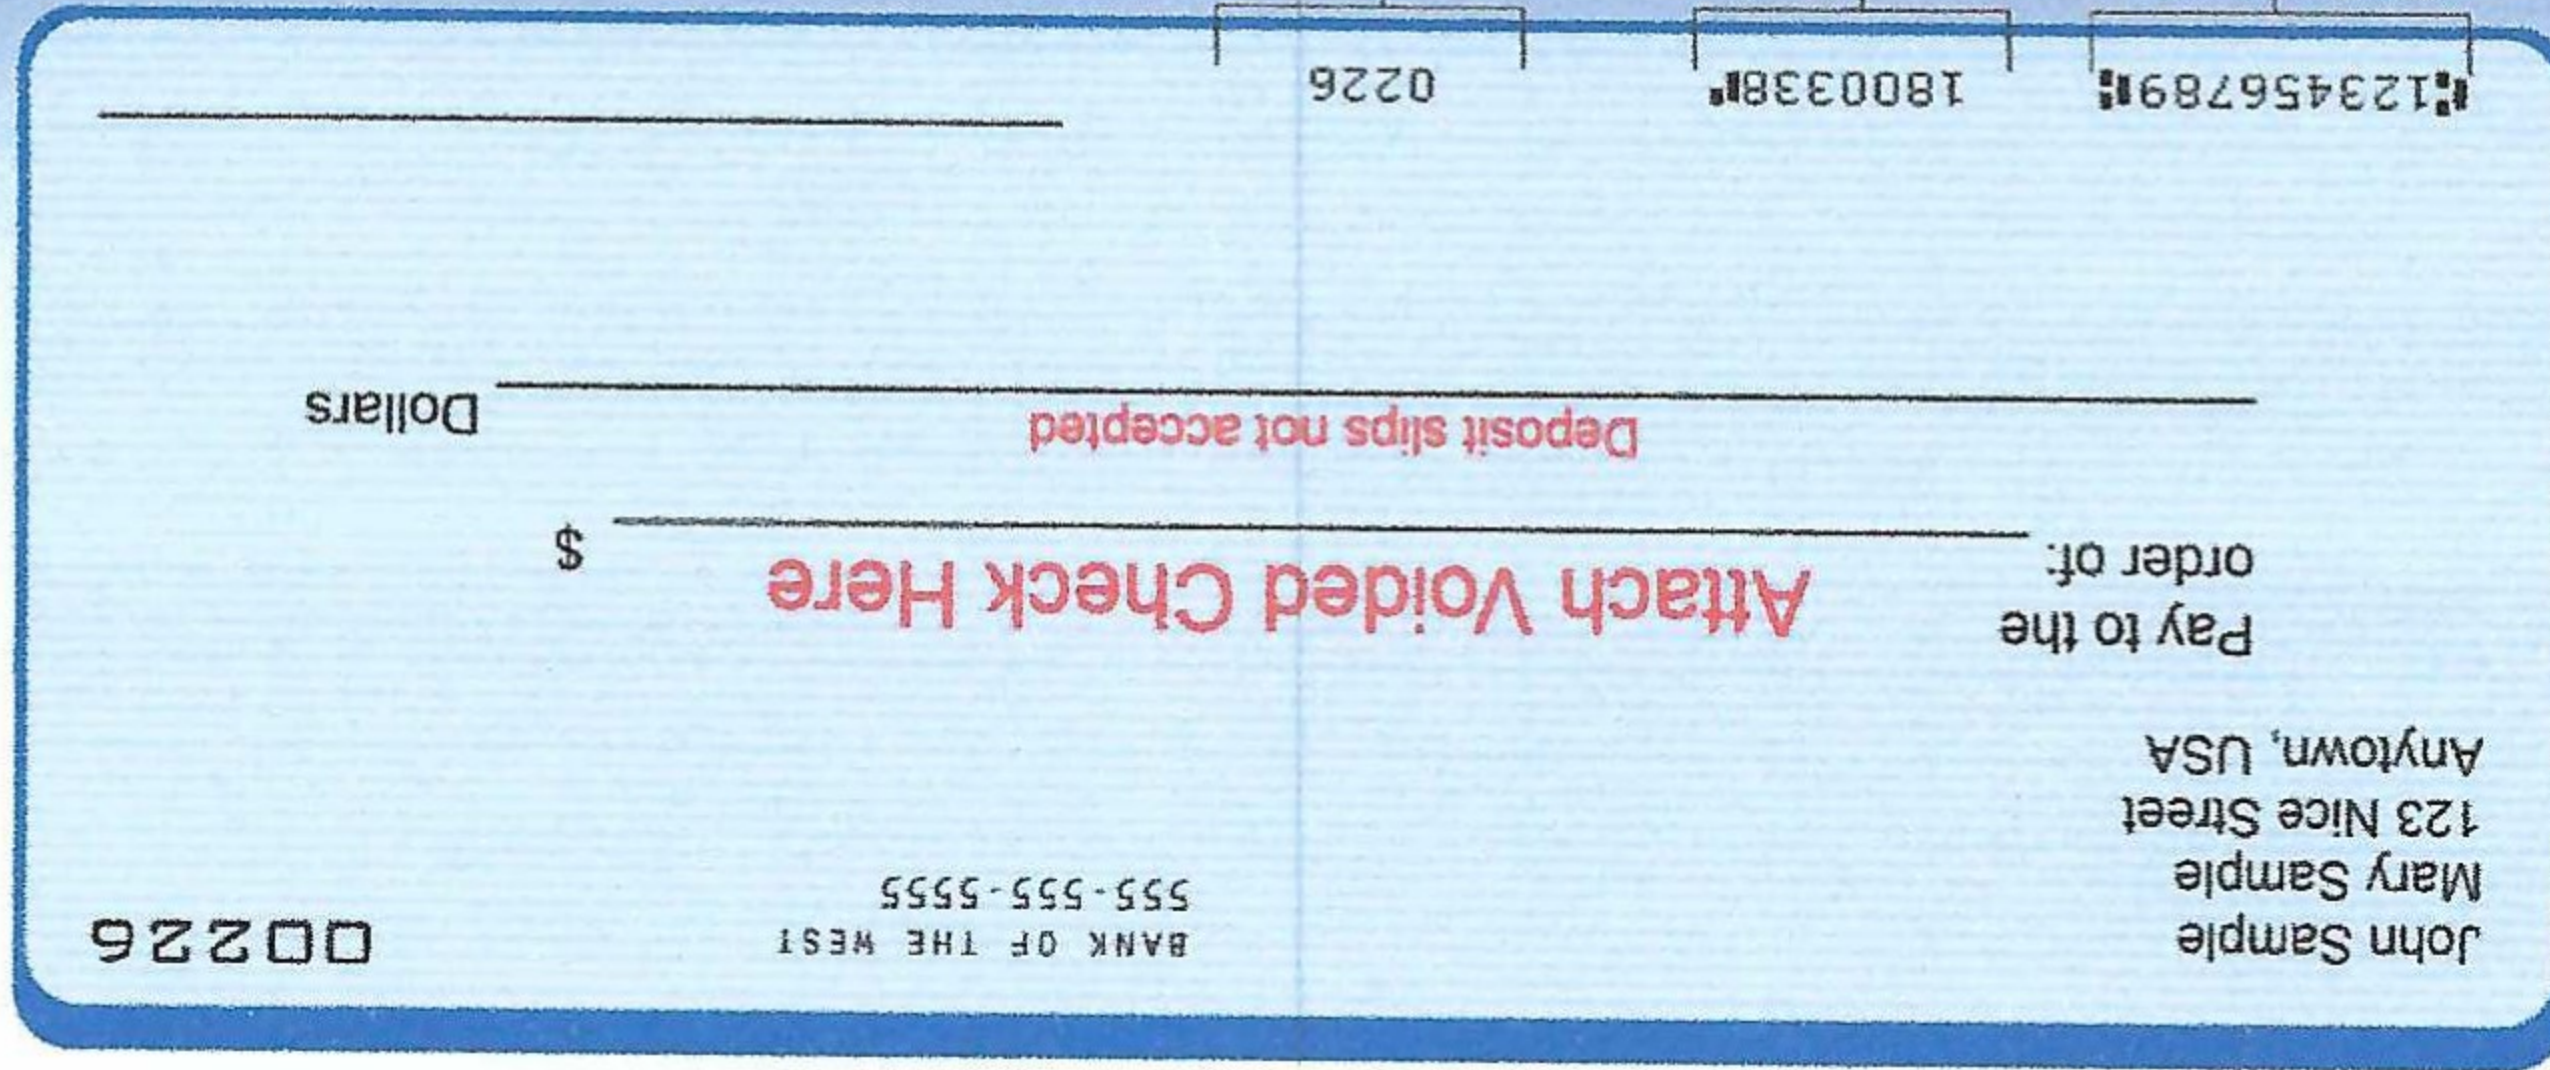 John Sample
Mary Sample
123 Nice Street
Anytown, USA
BANK OF THE WEST
555-555-5555
00226
Pay to the
order of:
Attach Voided Check Here
$
Deposit slips not accepted
Dollars
⑆123456789⑆ 1800338⑈ 0226